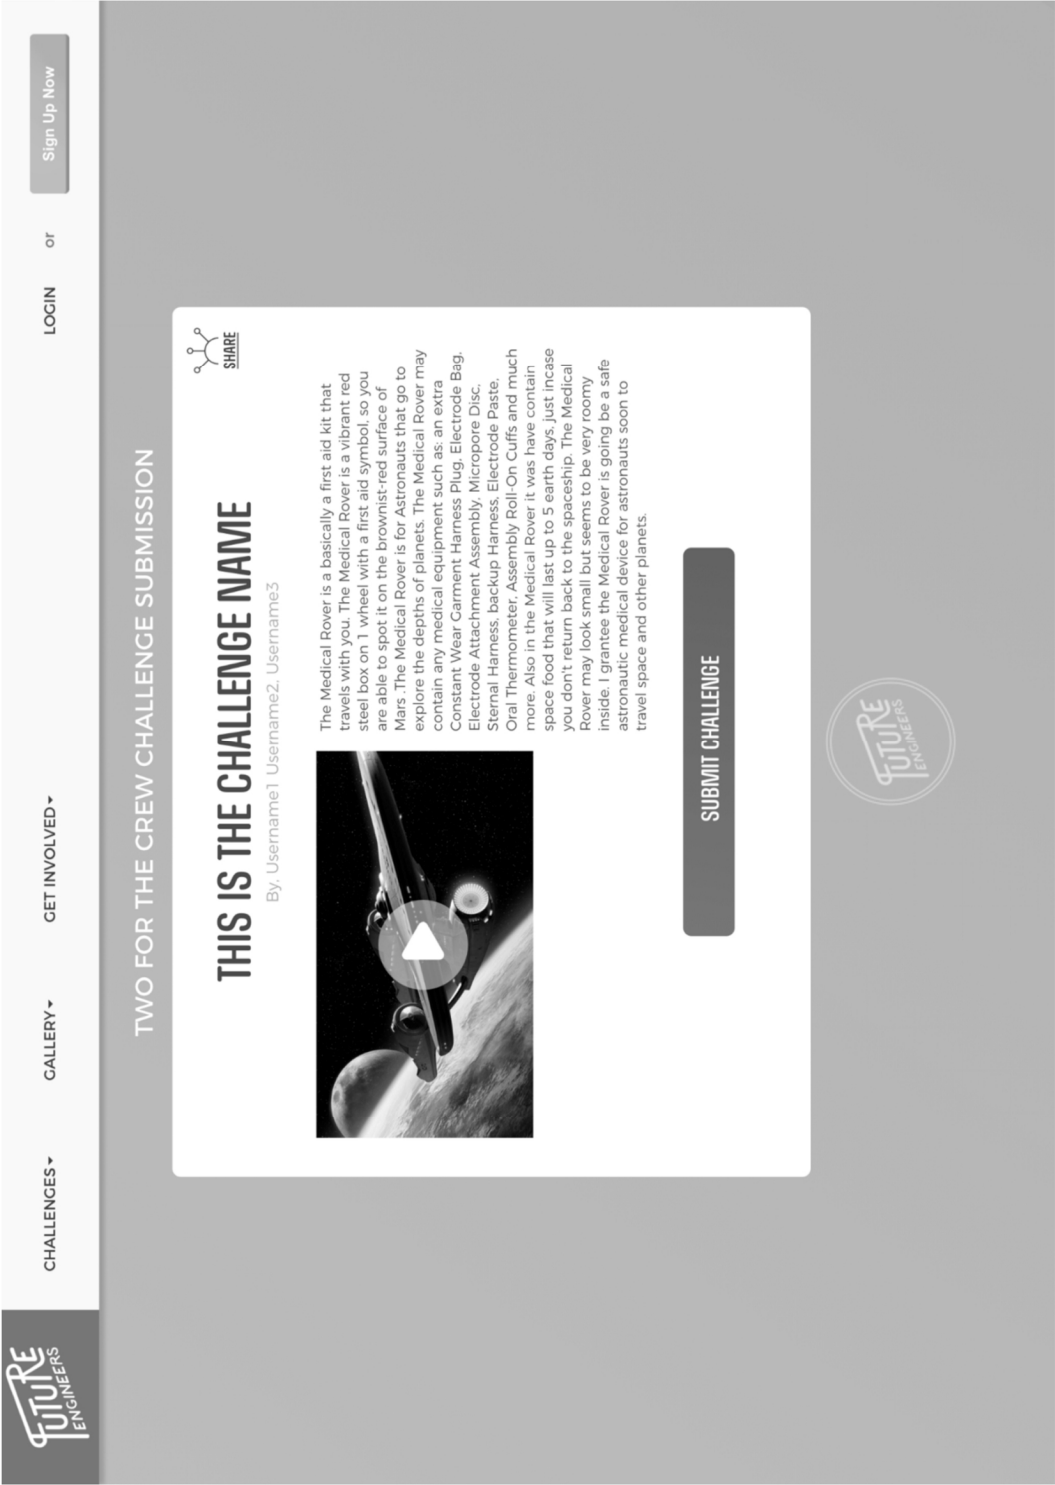 FUTURE
ENGINEERS
CHALLENGES
GALLERY
GET INVOLVED
LOGIN
or
Sign Up Now
TWO FOR THE CREW CHALLENGE SUBMISSION
SHARE
THIS IS THE CHALLENGE NAME
By, Username1 Username2, Username3
The Medical Rover is a basically a first aid kit that
travels with you. The Medical Rover is a vibrant red
steel box on 1 wheel with a first aid symbol, so you
are able to spot it on the brownist-red surface of
Mars .The Medical Rover is for Astronauts that go to
explore the depths of planets. The Medical Rover may
contain any medical equipment such as: an extra
Constant Wear Garment Harness Plug, Electrode Bag,
Electrode Attachment Assembly, Micropore Disc,
Sternal Harness, backup Harness, Electrode Paste,
Oral Thermometer, Assembly Roll-On Cuffs and much
more. Also in the Medical Rover it was have contain
space food that will last up to 5 earth days, just incase
you don't return back to the spaceship. The Medical
Rover may look small but seems to be very roomy
inside. I grantee the Medical Rover is going be a safe
astronautic medical device for astronauts soon to
travel space and other planets.
SUBMIT CHALLENGE
FUTURE
ENGINEERS